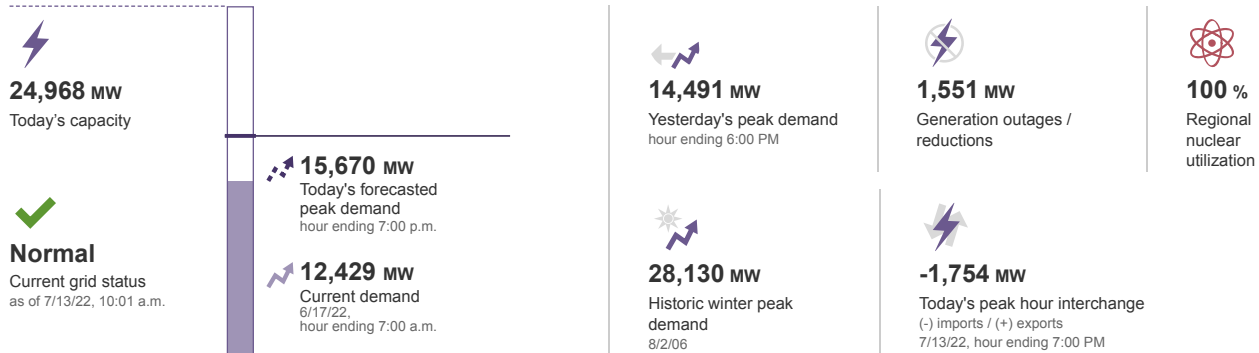 24,968 MW
Today's capacity
Normal
Current grid status
as of 7/13/22, 10:01 a.m.
15,670 MW
Today's forecasted
peak demand
hour ending 7:00 p.m.
12,429 MW
Current demand
6/17/22,
hour ending 7:00 a.m.
14,491 MW
Yesterday's peak demand
hour ending 6:00 PM
1,551 MW
Generation outages /
reductions
100 %
Regional
nuclear
utilization
28,130 MW
Historic winter peak
demand
8/2/06
-1,754 MW
Today's peak hour interchange
(-) imports / (+) exports
7/13/22, hour ending 7:00 PM